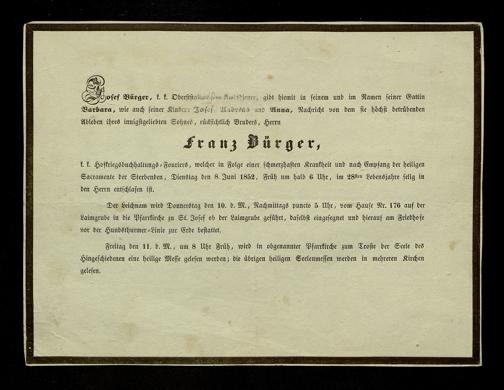 Josef Bürger, k. k. gibt hiemit in seinem und im Namen seiner Gattin
Barbara, wie auch seiner Kinder Josef, Andreas und Anna, Nachricht von dem sie höchst betrübenden
Ableben ihres innigstgeliebten Sohnes, rücksichtlich Bruders, Herrn
Franz Bürger,
k. k. Hofkriegsbuchhaltungs-Fouriers, welcher in Folge einer schmerzhaften Krankheit und nach Empfang der heiligen
Sacramente der Sterbenden, Dienstag den 8. Juni 1852, Früh um halb 6 Uhr, im 28sten Lebensjahre selig in
den Herrn entschlafen ist.
Der Leichnam wird Donnerstag den 10. d. M., Nachmittags puncto 5 Uhr, vom Hause Nr. 176 auf der
Laimgrube in die Pfarrkirche zu St. Josef ob der Laimgrube geführt, daselbst eingesegnet und hierauf am Friedhofe
vor der Hundsthurmer-Linie zur Erde bestattet.
Freitag den 11. d. M., um 8 Uhr Früh, wird in obgenannter Pfarrkirche zum Troste der Seele des
Hingeschiedenen eine heilige Messe gelesen werden; die übrigen heiligen Seelenmessen werden in mehreren Kirchen
gelesen.